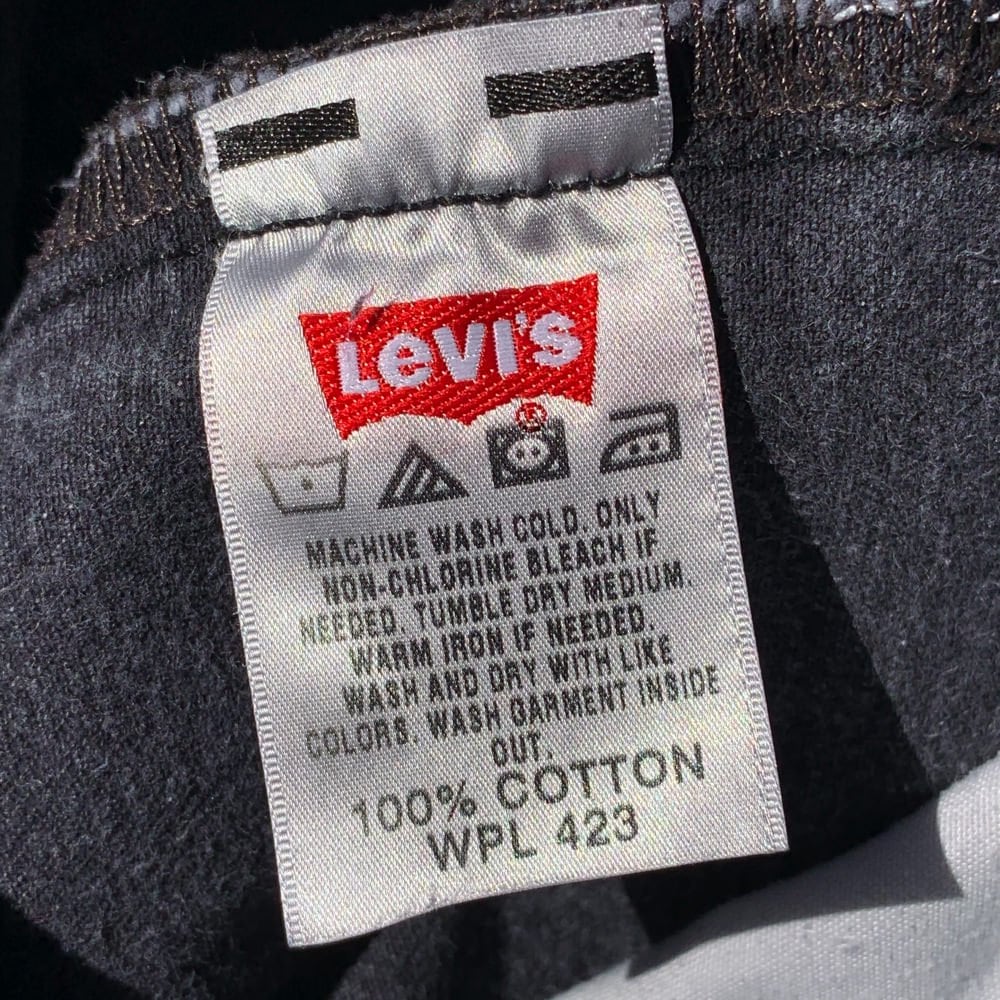 LEVI'S
MACHINE WASH COLD. ONLY
NON-CHLORINE BLEACH IF
NEEDED. TUMBLE DRY MEDIUM.
WARM IRON IF NEEDED.
WASH AND DRY WITH LIKE
COLORS. WASH GARMENT INSIDE
OUT.
100% COTTON
WPL 423